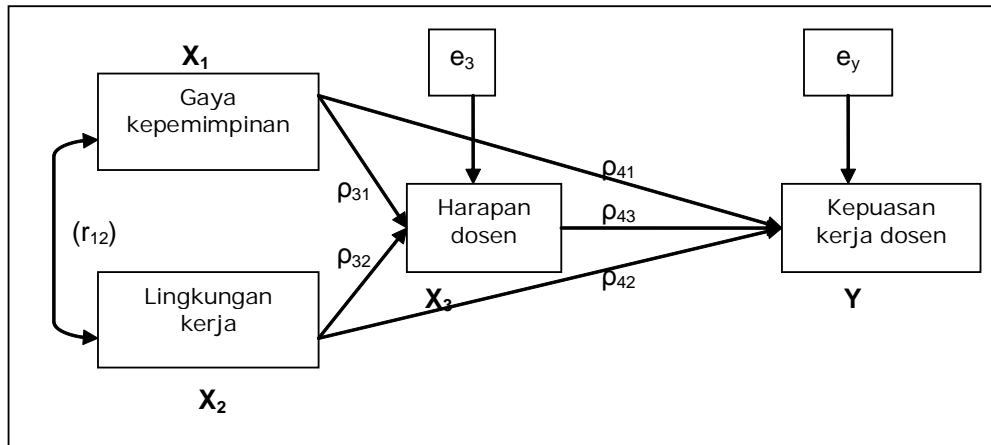 X₁
Gaya
kepemimpinan
e₃
e_y
ρ₄₁
ρ₃₁
Harapan
dosen
ρ₄₃
Kepuasan
kerja dosen
(r₁₂)
ρ₃₂
ρ₄₂
Lingkungan
kerja
X₃
Y
X₂